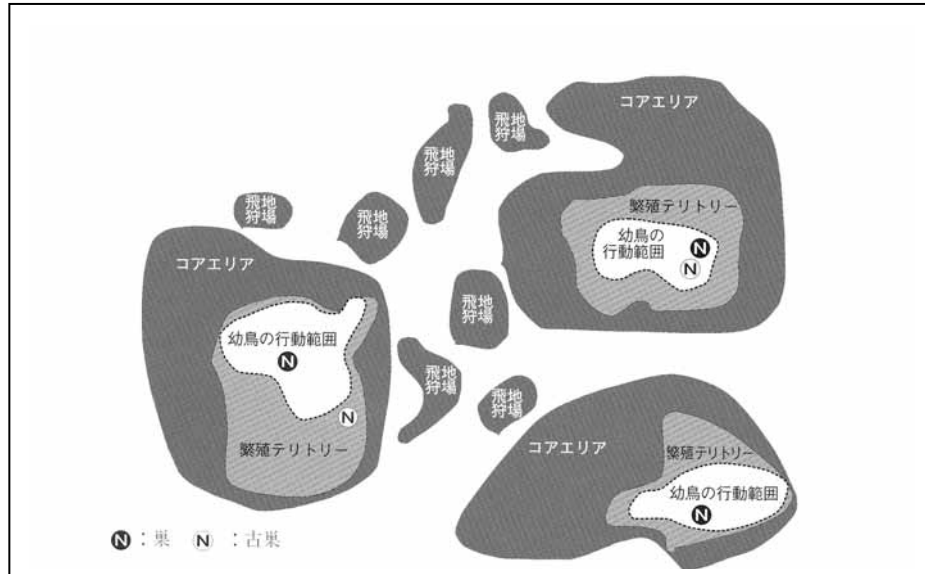 コアエリア
飛地
狩場
飛地
狩場
飛地
狩場
飛地
狩場
繁殖テリトリー
幼鳥の
行動範囲
N
N
コアエリア
飛地
狩場
幼鳥の行動範囲
N
N
繁殖テリトリー
飛地
狩場
飛地
狩場
コアエリア
繁殖テリトリー
幼鳥の行動範囲
N
N：巣 N：古巣